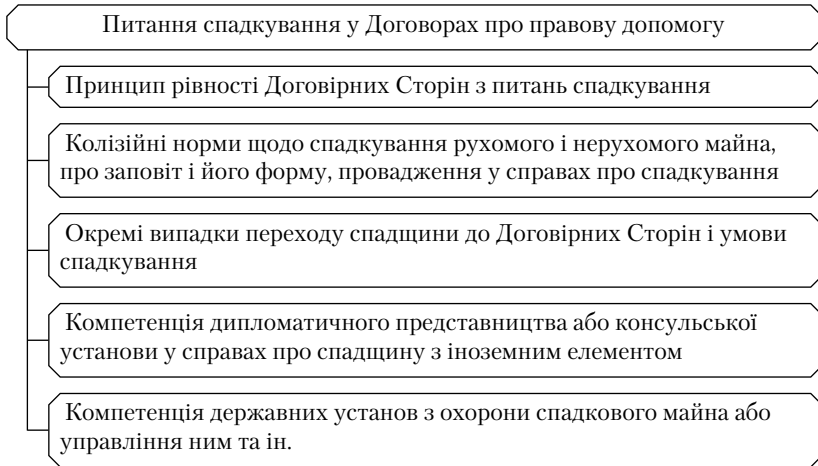 Питання спадкування у Договорах про правову допомогу
Принцип рівності Договірних Сторін з питань спадкування
Колізійні норми щодо спадкування рухомого і нерухомого майна,
про заповіт і його форму, провадження у справах про спадкування
Окремі випадки переходу спадщини до Договірних Сторін і умови
спадкування
Компетенція дипломатичного представництва або консульської
установи у справах про спадщину з іноземним елементом
Компетенція державних установ з охорони спадкового майна або
управління ним та ін.